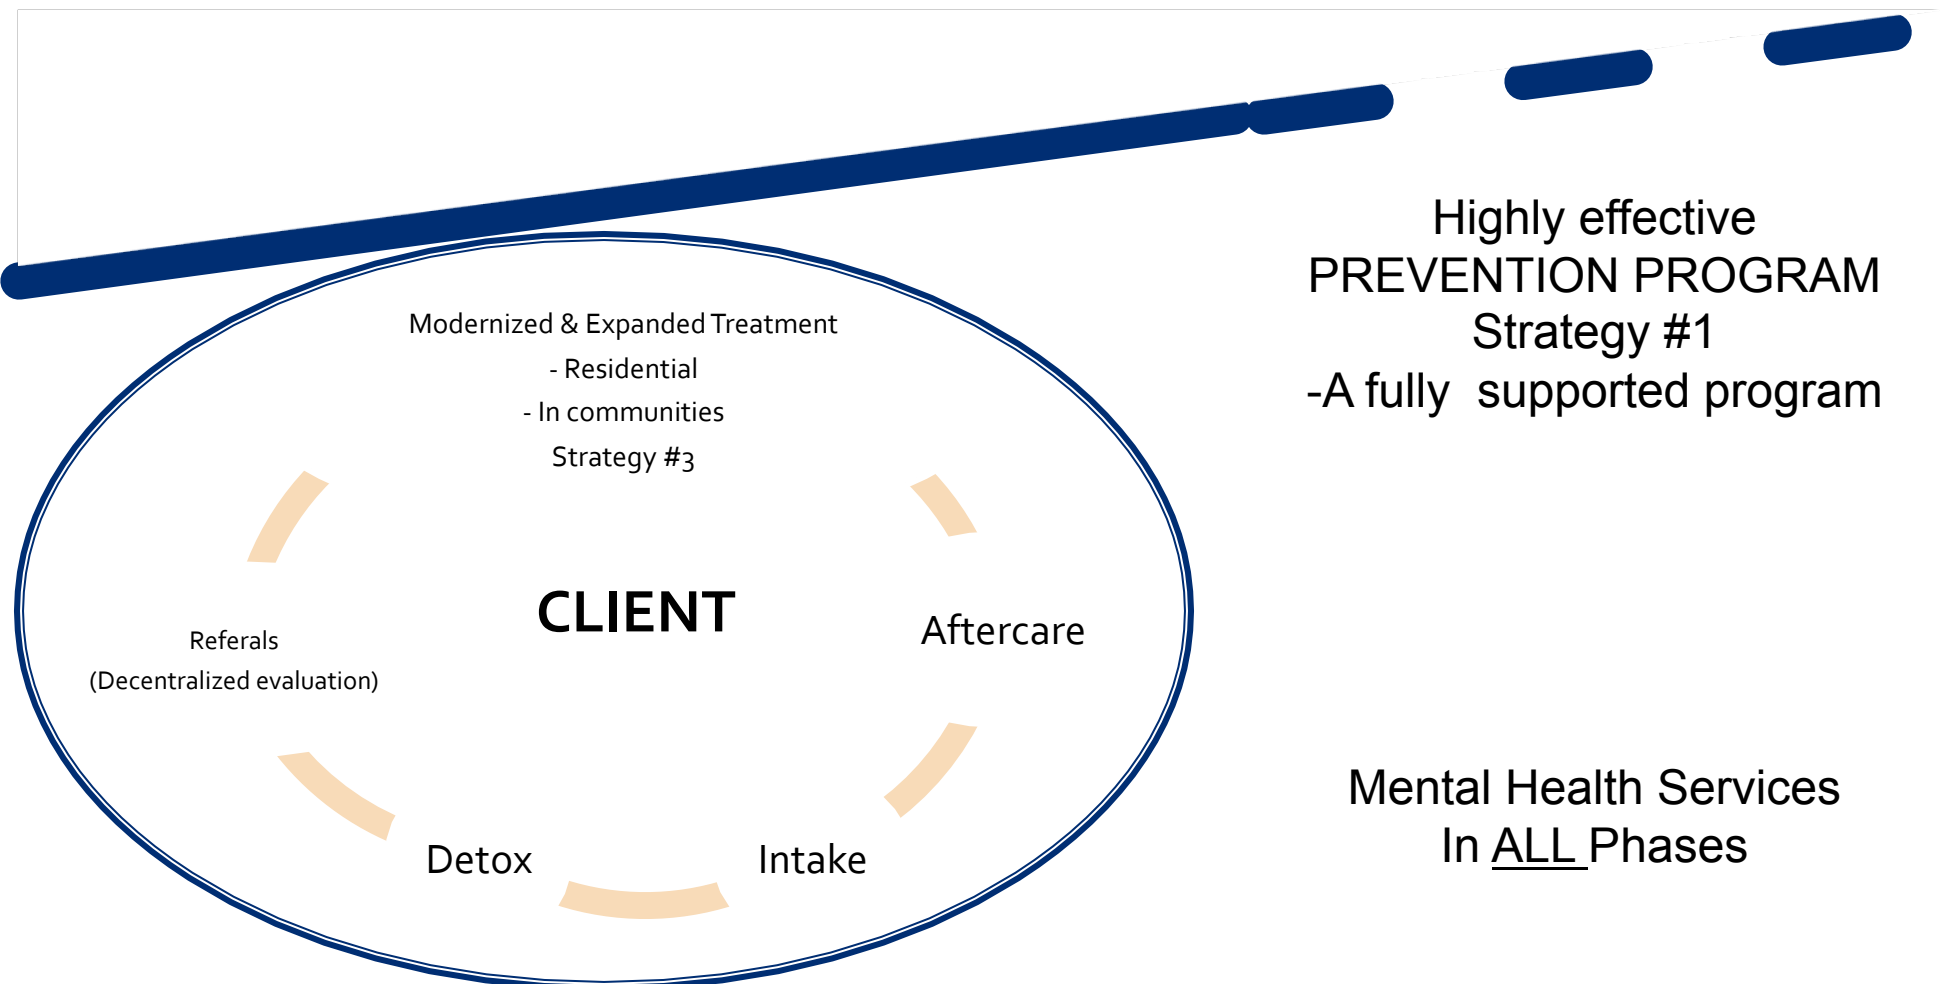 Highly effective
PREVENTION PROGRAM
Strategy #1
-A fully  supported program
Modernized & Expanded Treatment
- Residential
- In communities
Strategy #3
CLIENT
Aftercare
Referals
(Decentralized evaluation)
Detox
Intake
Mental Health Services
In ALL Phases